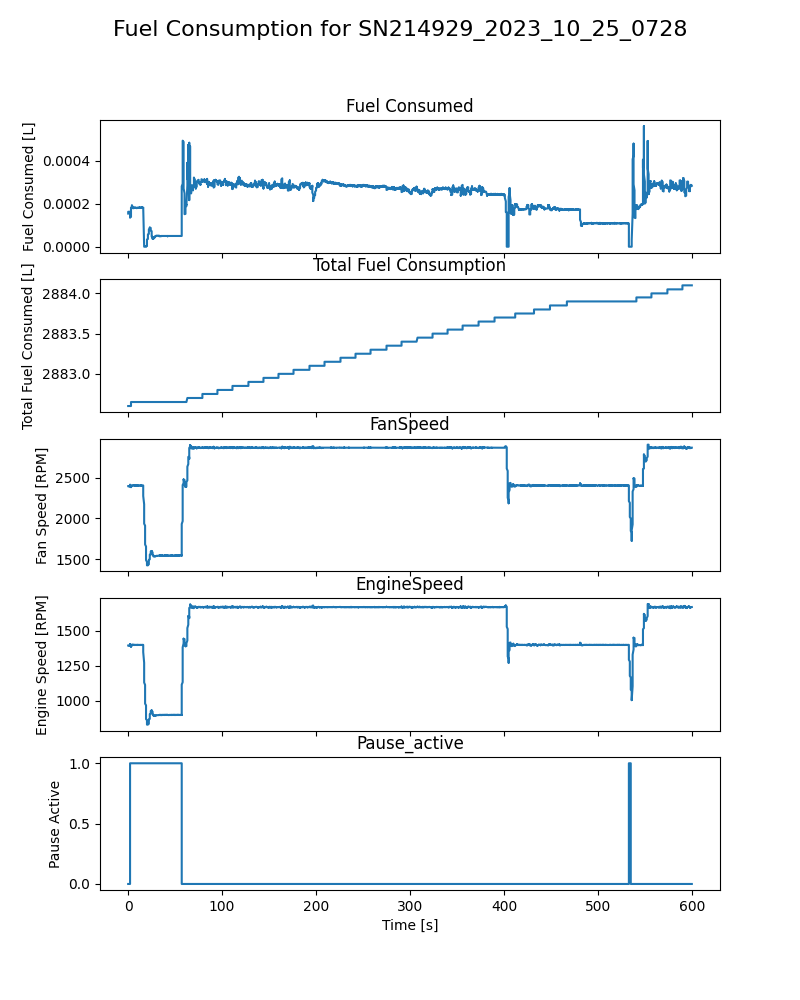 Fuel Consumption for SN214929_2023_10_25_0728
Fuel Consumed
Fuel Consumed [L]
0.0004
0.0002
0.0000
Total Fuel Consumption
Total Fuel Consumed [L]
2884.0
2883.5
2883.0
FanSpeed
Fan Speed [RPM]
2500
2000
1500
EngineSpeed
Engine Speed [RPM]
1500
1250
1000
Pause_active
Pause Active
1.0
0.5
0.0
0 100 200 300 400 500 600
Time [s]